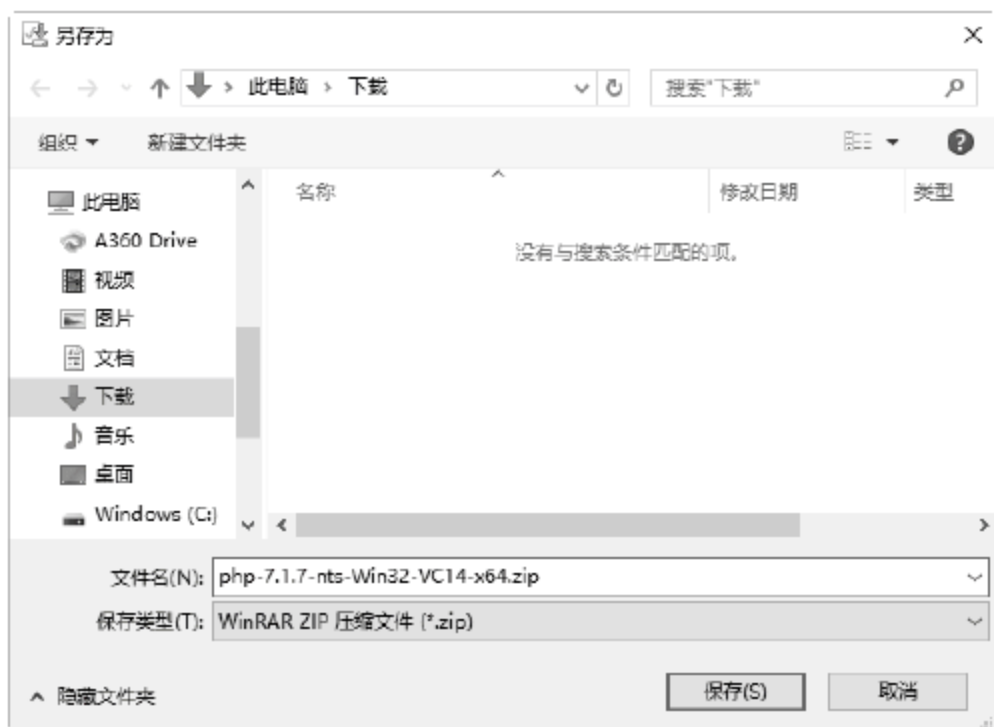 另存为
此电脑 › 下载
搜索"下载"
组织 新建文件夹
名称 修改日期 类型
没有与搜索条件匹配的项。
此电脑
A360 Drive
视频
图片
文档
下载
音乐
桌面
Windows (C:)
文件名(N): php-7.1.7-nts-Win32-VC14-x64.zip
保存类型(T): WinRAR ZIP 压缩文件 (*.zip)
隐藏文件夹
保存(S) 取消